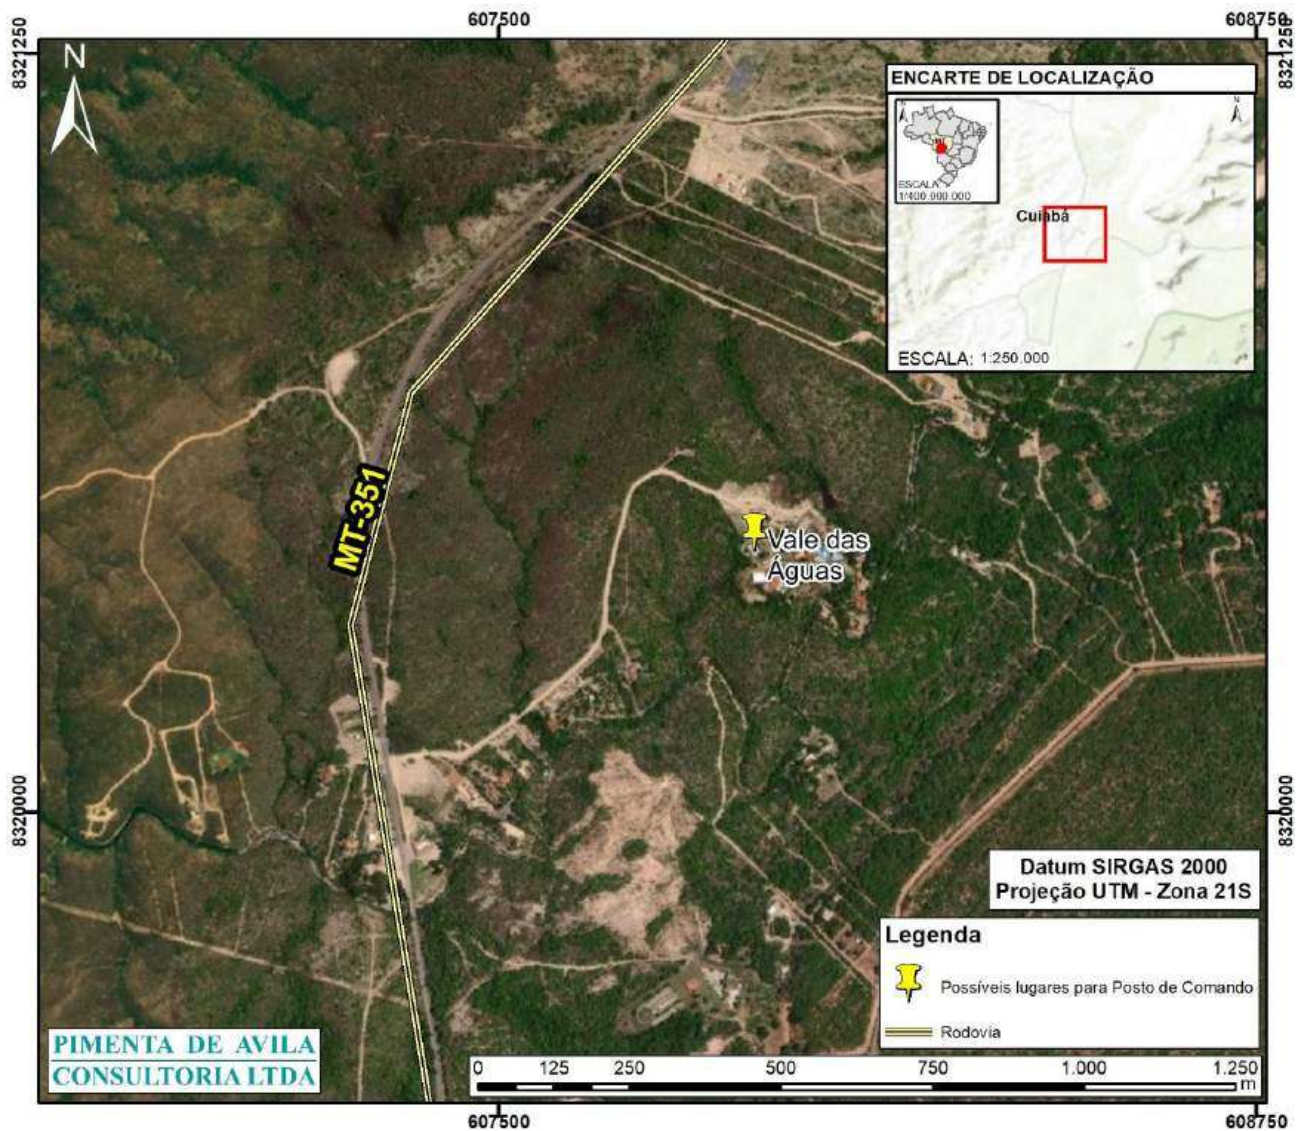 607500
608750
8321250
8321250
N
ENCARTE DE LOCALIZAÇÃO
ESCALA:
1/400.000.000
Cuiabá
ESCALA: 1:250.000
MT-351
Vale das
Águas
8320000
8320000
Datum SIRGAS 2000
Projeção UTM - Zona 21S
Legenda
Possíveis lugares para Posto de Comando
Rodovia
PIMENTA DE AVILA
CONSULTORIA LTDA
0 125 250 500 750 1.000 1.250
m
607500
608750